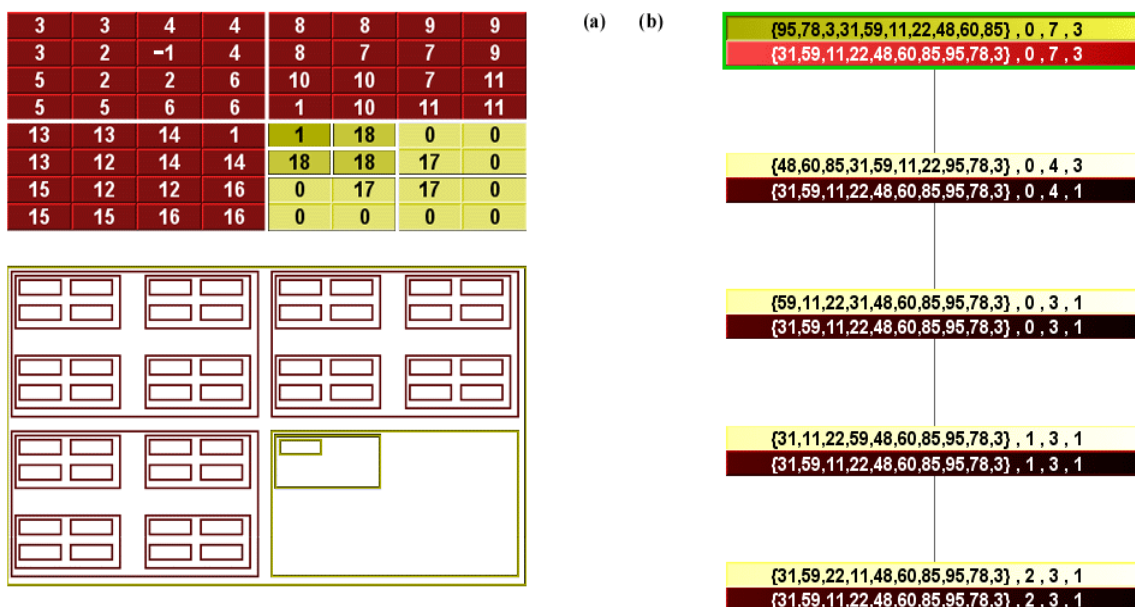 3 3 4 4 8 8 9 9
3 2 −1 4 8 7 7 9
5 2 2 6 10 10 7 11
5 5 6 6 1 10 11 11
13 13 14 1 1 18 0 0
13 12 14 14 18 18 17 0
15 12 12 16 0 17 17 0
15 15 16 16 0 0 0 0
(a) (b)
{95,78,3,31,59,11,22,48,60,85} , 0 , 7 , 3
{31,59,11,22,48,60,85,95,78,3} , 0 , 7 , 3
{48,60,85,31,59,11,22,95,78,3} , 0 , 4 , 3
{31,59,11,22,48,60,85,95,78,3} , 0 , 4 , 1
{59,11,22,31,48,60,85,95,78,3} , 0 , 3 , 1
{31,59,11,22,48,60,85,95,78,3} , 0 , 3 , 1
{31,11,22,59,48,60,85,95,78,3} , 1 , 3 , 1
{31,59,11,22,48,60,85,95,78,3} , 1 , 3 , 1
{31,59,22,11,48,60,85,95,78,3} , 2 , 3 , 1
{31,59,11,22,48,60,85,95,78,3} , 2 , 3 , 1